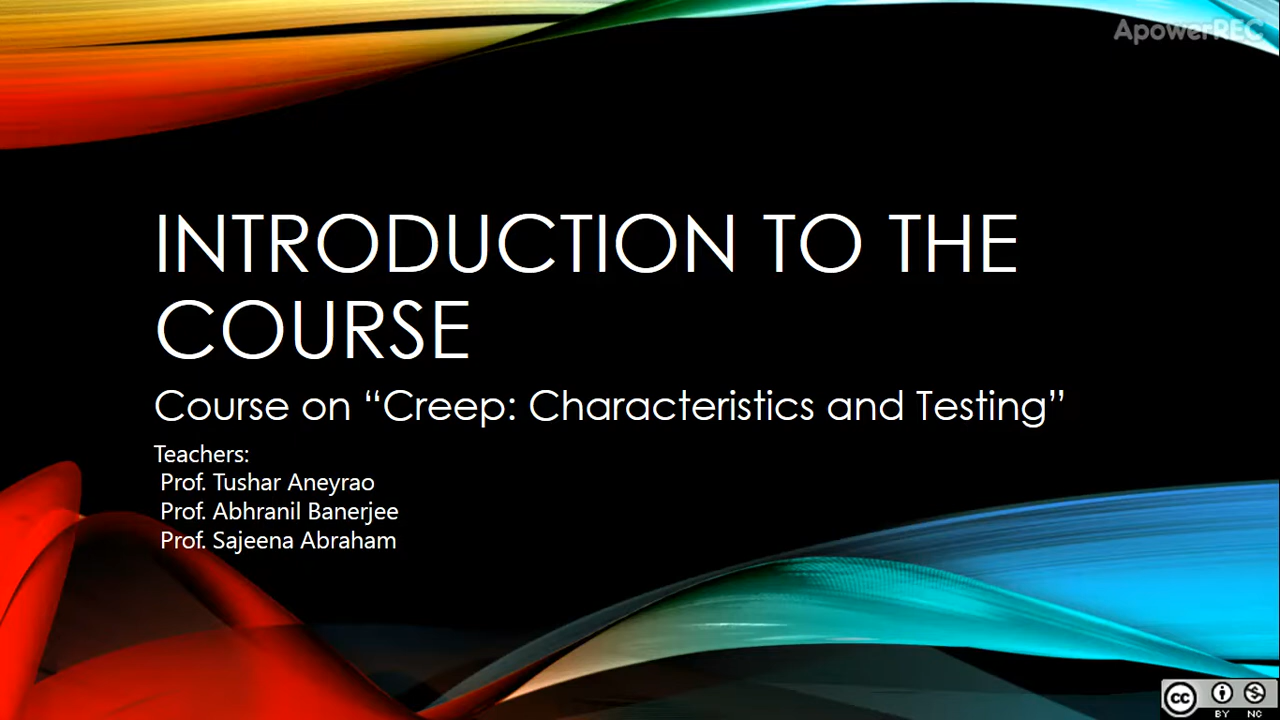 ApowerREC
INTRODUCTION TO THE
COURSE
Course on “Creep: Characteristics and Testing”
Teachers:
Prof. Tushar Aneyrao
Prof. Abhranil Banerjee
Prof. Sajeena Abraham
cc
BY NC